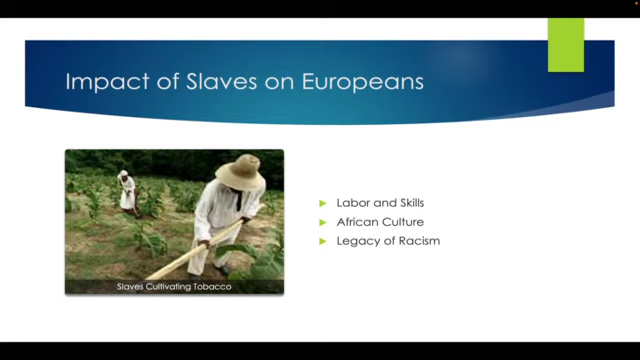 Impact of Slaves on Europeans
Labor and Skills
African Culture
Legacy of Racism
Slaves Cultivating Tobacco